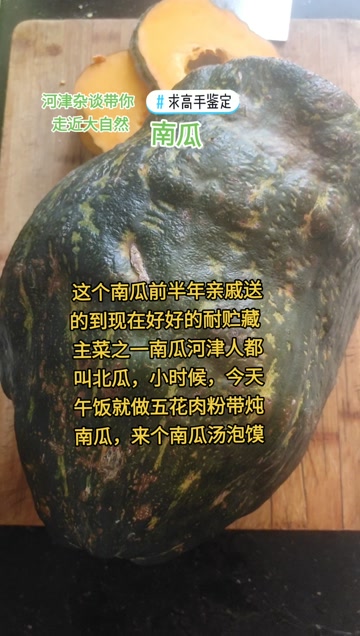 河津杂谈带你
走近大自然
#求高手鉴定
南瓜
这个南瓜前半年亲戚送
的到现在好好的耐贮藏
主菜之一南瓜河津人都
叫北瓜，小时候，今天
午饭就做五花肉粉带炖
南瓜，来个南瓜汤泡馍